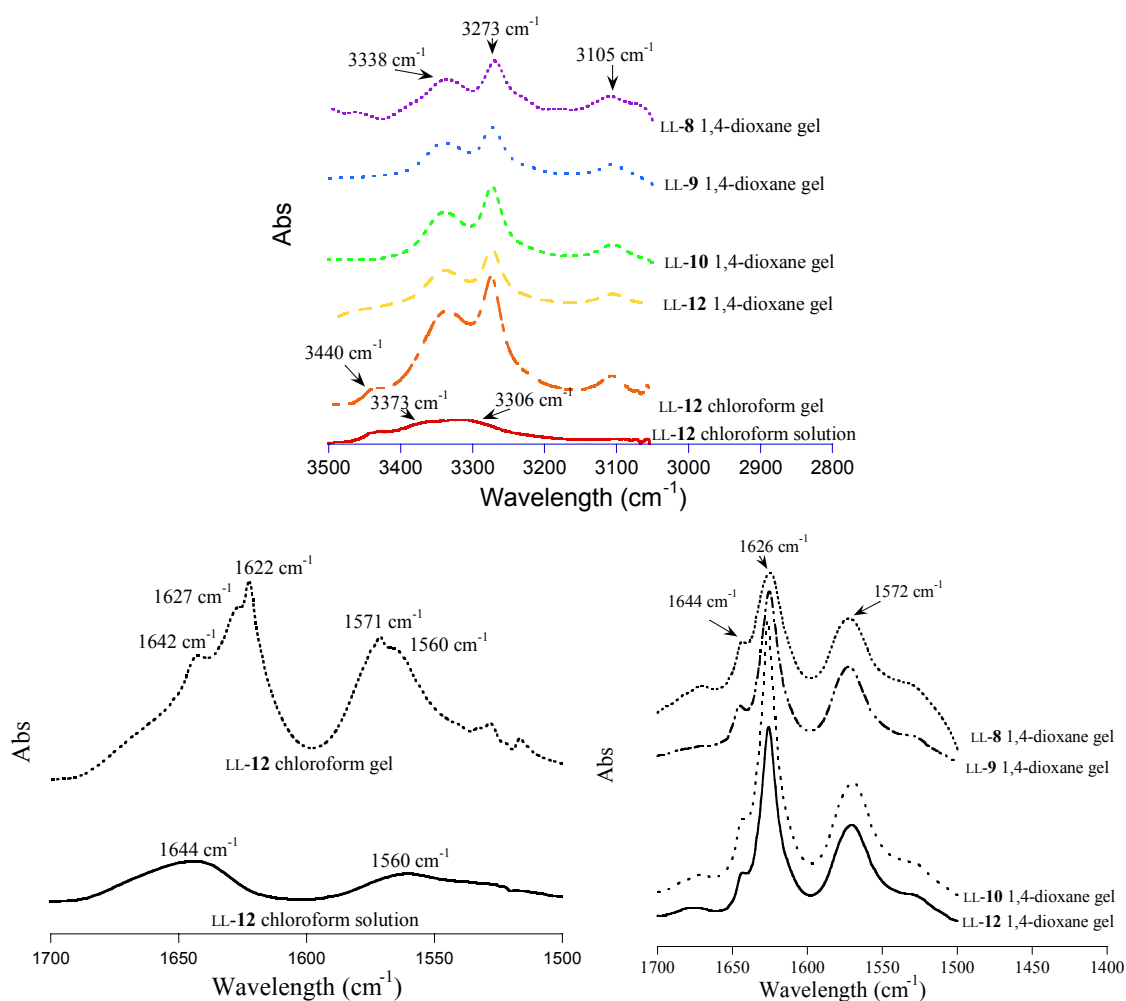 3273 cm⁻¹
3338 cm⁻¹
3105 cm⁻¹
LL-8 1,4-dioxane gel
LL-9 1,4-dioxane gel
Abs
LL-10 1,4-dioxane gel
LL-12 1,4-dioxane gel
3440 cm⁻¹
3373 cm⁻¹
3306 cm⁻¹
LL-12 chloroform gel
LL-12 chloroform solution
3500 3400 3300 3200 3100 3000 2900 2800
Wavelength (cm⁻¹)
1622 cm⁻¹
1627 cm⁻¹
1642 cm⁻¹
1571 cm⁻¹
1560 cm⁻¹
Abs
LL-12 chloroform gel
1644 cm⁻¹
1560 cm⁻¹
LL-12 chloroform solution
1700 1650 1600 1550 1500
Wavelength (cm⁻¹)
1626 cm⁻¹
1644 cm⁻¹
1572 cm⁻¹
LL-8 1,4-dioxane gel
LL-9 1,4-dioxane gel
Abs
LL-10 1,4-dioxane gel
LL-12 1,4-dioxane gel
1700 1650 1600 1550 1500 1450 1400
Wavelength (cm⁻¹)